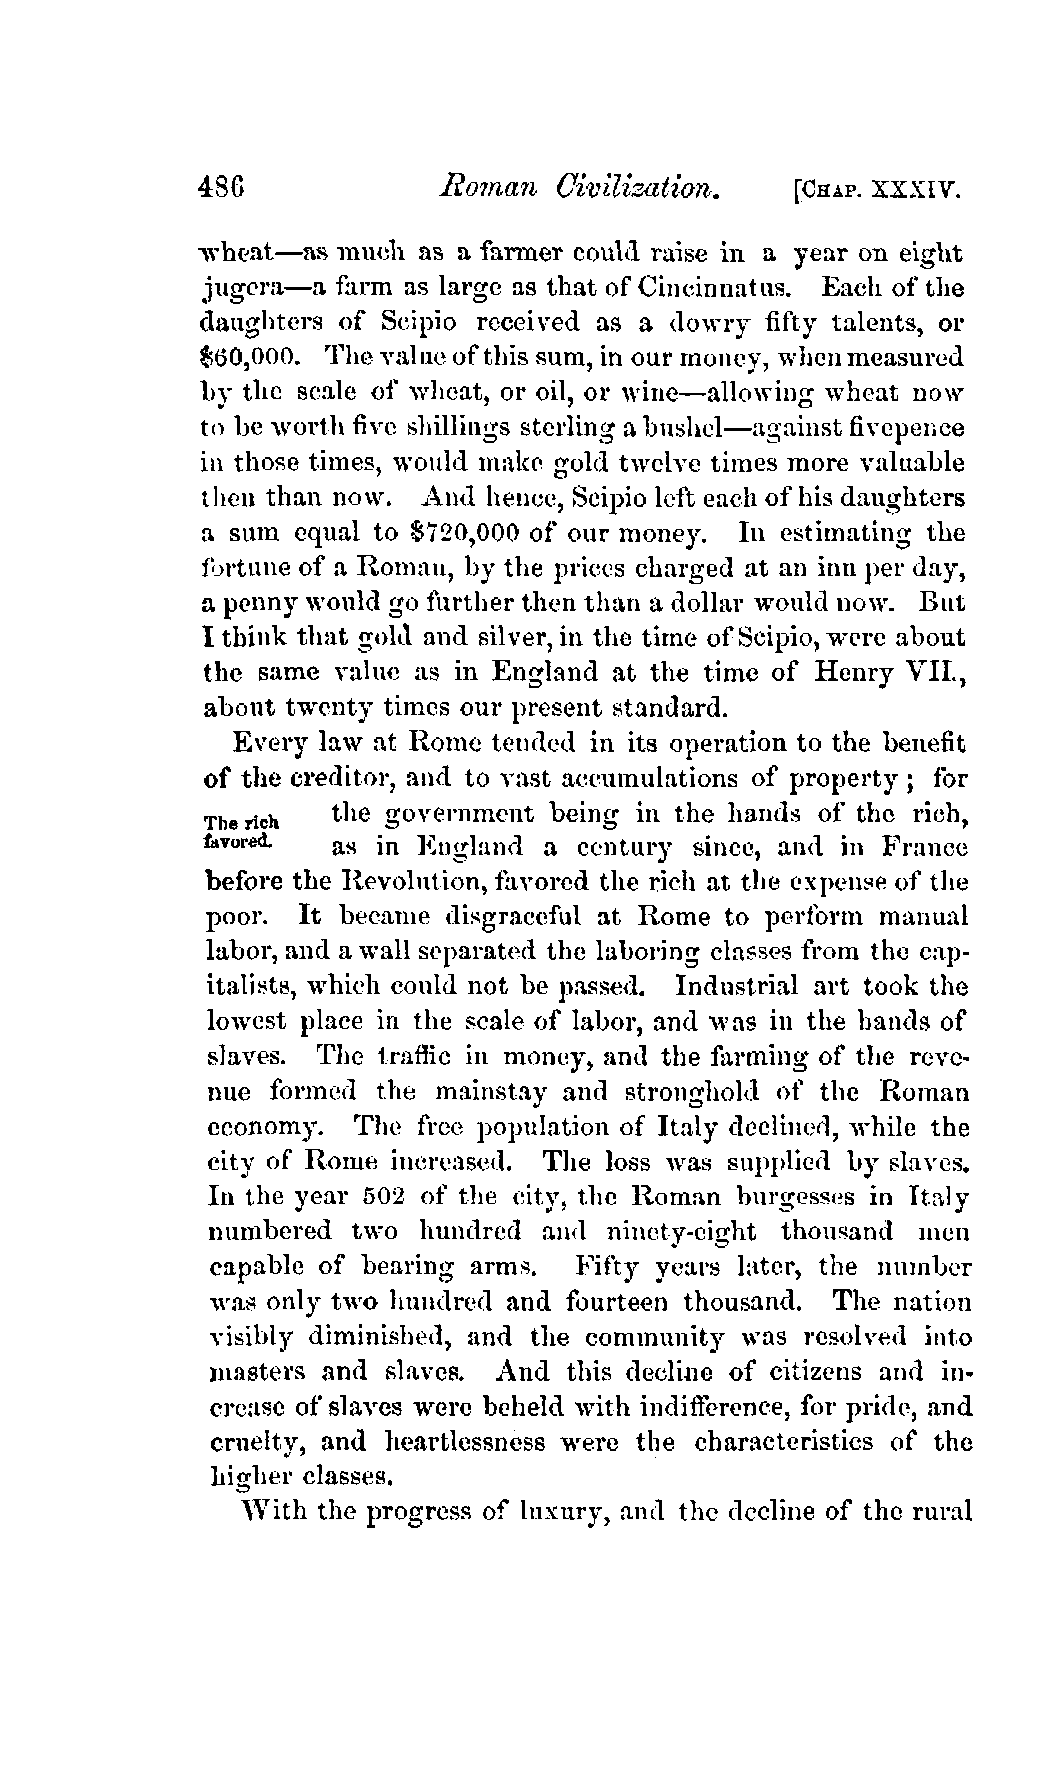 486 Roman Civilization. [CHAP. XXXIV.
wheat—as much as a farmer could raise in a year on eight
jugera—a farm as large as that of Cincinnatus. Each of the
daughters of Scipio received as a dowry fifty talents, or
$60,000. The value of this sum, in our money, when measured
by the scale of wheat, or oil, or wine—allowing wheat now
to be worth five shillings sterling a bushel—against fivepence
in those times, would make gold twelve times more valuable
then than now. And hence, Scipio left each of his daughters
a sum equal to $720,000 of our money. In estimating the
fortune of a Roman, by the prices charged at an inn per day,
a penny would go further then than a dollar would now. But
I think that gold and silver, in the time of Scipio, were about
the same value as in England at the time of Henry VII.,
about twenty times our present standard.
Every law at Rome tended in its operation to the benefit
of the creditor, and to vast accumulations of property; for
The rich
favored.
the government being in the hands of the rich,
as in England a century since, and in France
before the Revolution, favored the rich at the expense of the
poor. It became disgraceful at Rome to perform manual
labor, and a wall separated the laboring classes from the cap-
italists, which could not be passed. Industrial art took the
lowest place in the scale of labor, and was in the hands of
slaves. The traffic in money, and the farming of the reve-
nue formed the mainstay and stronghold of the Roman
economy. The free population of Italy declined, while the
city of Rome increased. The loss was supplied by slaves.
In the year 502 of the city, the Roman burgesses in Italy
numbered two hundred and ninety-eight thousand men
capable of bearing arms. Fifty years later, the number
was only two hundred and fourteen thousand. The nation
visibly diminished, and the community was resolved into
masters and slaves. And this decline of citizens and in-
crease of slaves were beheld with indifference, for pride, and
cruelty, and heartlessness were the characteristics of the
higher classes.
With the progress of luxury, and the decline of the rural